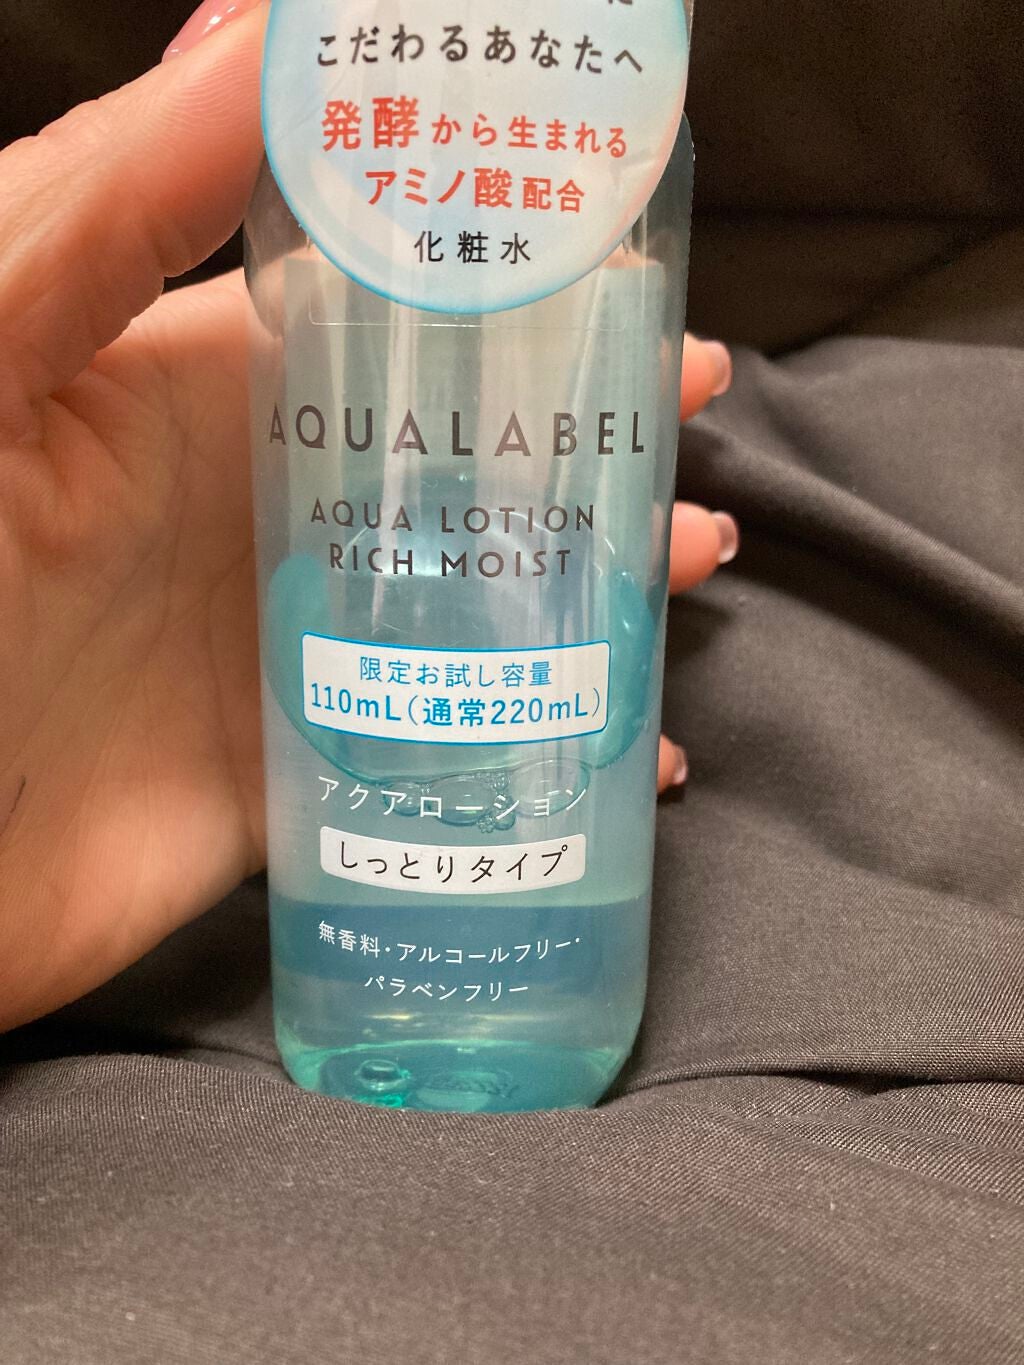 こだわるあなたへ
発酵から生まれる
アミノ酸配合
化粧水
AQUALABEL
AQUA LOTION
RICH MOIST
限定お試し容量
110mL(通常220mL)
アクアローション
しっとりタイプ
無香料・アルコールフリー・
パラベンフリー